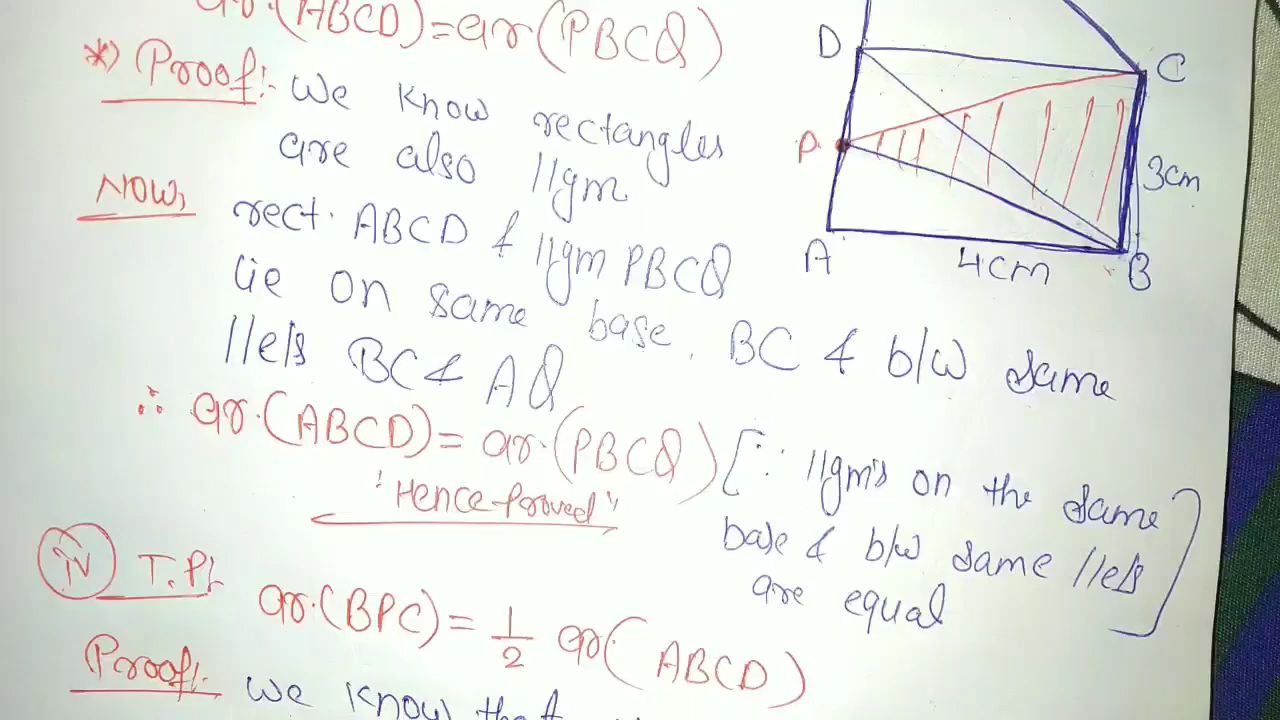 ar.(ABCD)=ar(PBCQ)
*) Proof:- We know rectangles
are also ||gm
Now, rect. ABCD & ||gm PBCQ
lie on same base BC & b/w same
||els BC & AQ
∴ ar.(ABCD)= ar.(PBCQ) [∵ ||gm's on the same
base & b/w same ||els
are equal]
"Hence proved"
IV T.P:-
ar.(BPC)= 1/2 ar(ABCD)
Proof:- We know that
D
C
P
3cm
A
4cm
B